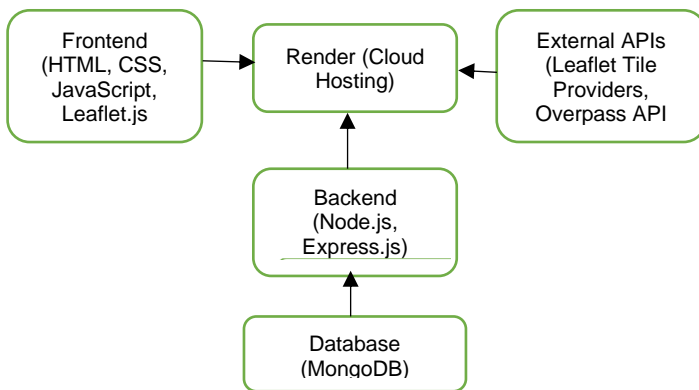 Frontend
(HTML, CSS,
JavaScript,
Leaflet.js
Render (Cloud
Hosting)
External APIs
(Leaflet Tile
Providers,
Overpass API
Backend
(Node.js,
Express.js)
Database
(MongoDB)